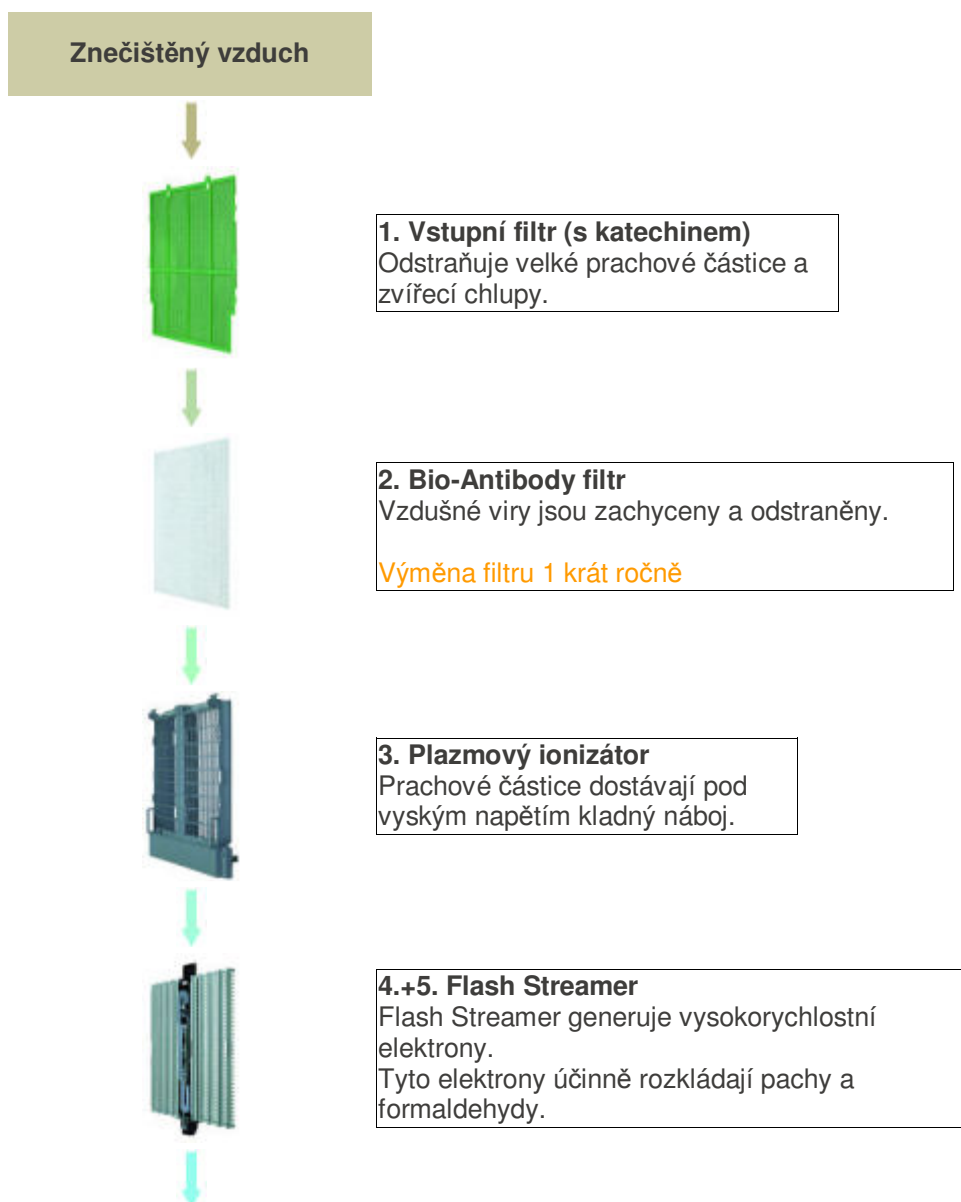 Znečištěný vzduch
1. Vstupní filtr (s katechinem)
Odstraňuje velké prachové částice a
zvířecí chlupy.
2. Bio-Antibody filtr
Vzdušné viry jsou zachyceny a odstraněny.
Výměna filtru 1 krát ročně
3. Plazmový ionizátor
Prachové částice dostávají pod
vyským napětím kladný náboj.
4.+5. Flash Streamer
Flash Streamer generuje vysokorychlostní
elektrony.
Tyto elektrony účinně rozkládají pachy a
formaldehydy.